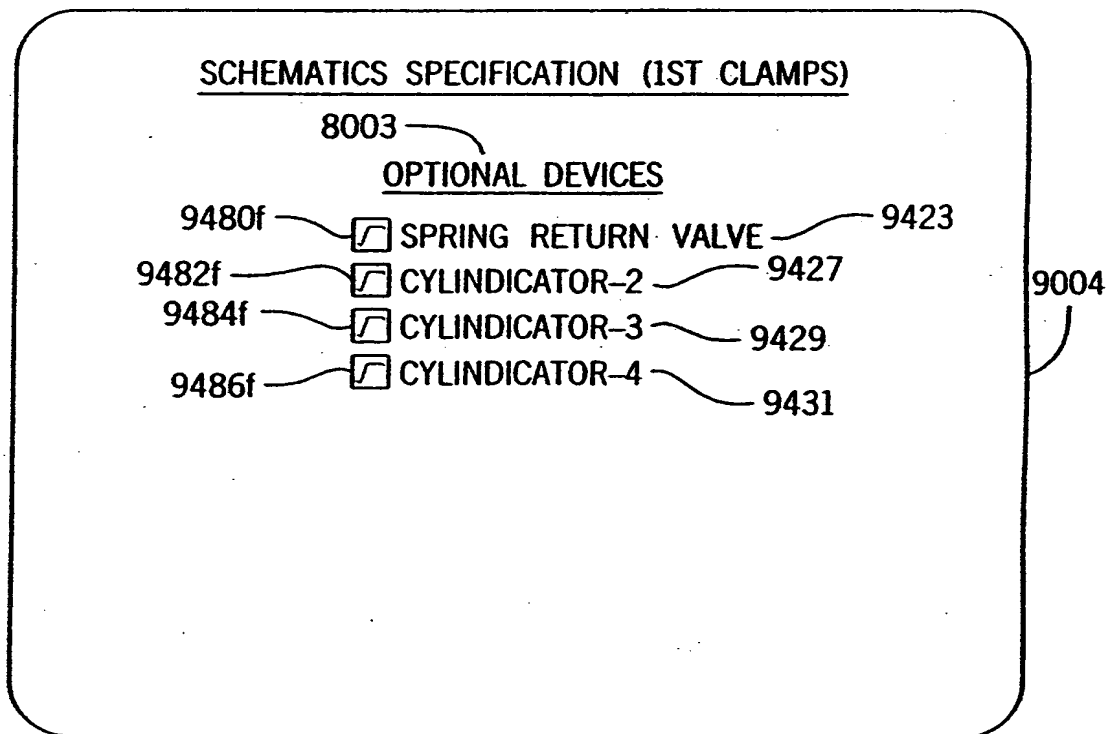 SCHEMATICS SPECIFICATION (1ST CLAMPS)
8003
OPTIONAL DEVICES
9480f SPRING RETURN VALVE 9423
9482f CYLINDICATOR-2 9427
9484f CYLINDICATOR-3 9429
9486f CYLINDICATOR-4 9431
9004